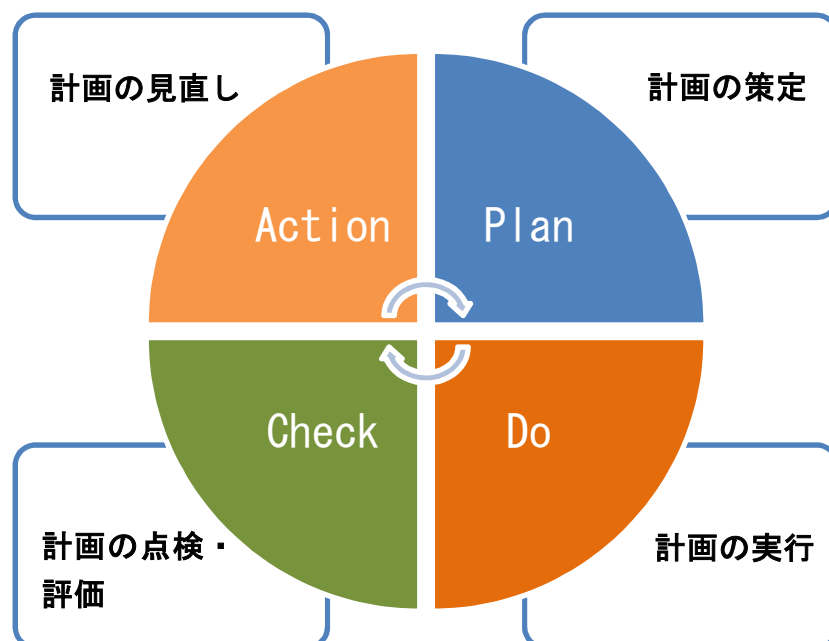 計画の見直し
計画の策定
Action
Plan
Check
Do
計画の点検・
評価
計画の実行